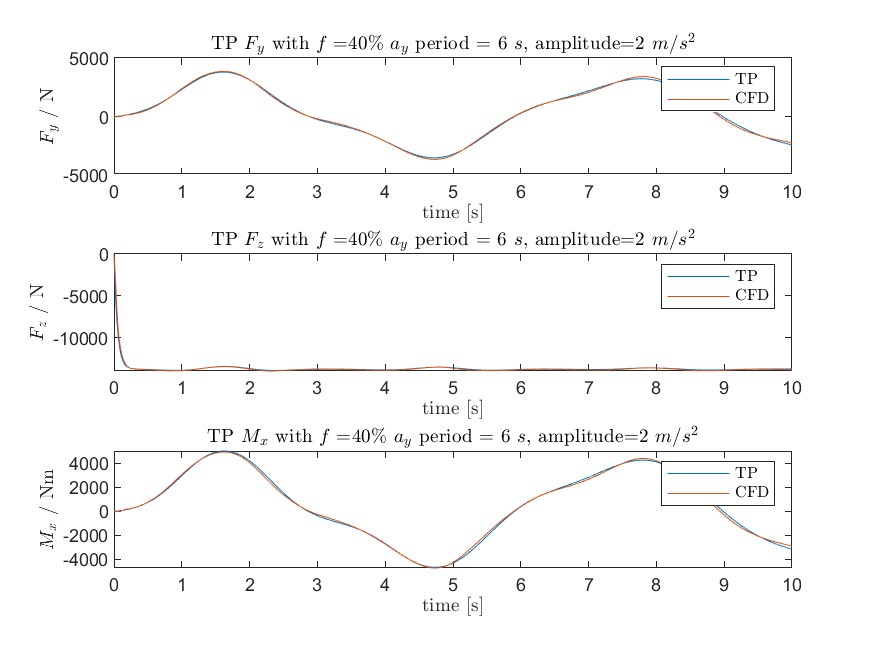 TP F_y with f =40% a_y period = 6 s, amplitude=2 m/s^2
5000
0
-5000
F_y / N
TP
CFD
0 1 2 3 4 5 6 7 8 9 10
time [s]
TP F_z with f =40% a_y period = 6 s, amplitude=2 m/s^2
0
-5000
-10000
F_z / N
TP
CFD
0 1 2 3 4 5 6 7 8 9 10
time [s]
TP M_x with f =40% a_y period = 6 s, amplitude=2 m/s^2
4000
2000
0
-2000
-4000
M_x / Nm
TP
CFD
0 1 2 3 4 5 6 7 8 9 10
time [s]